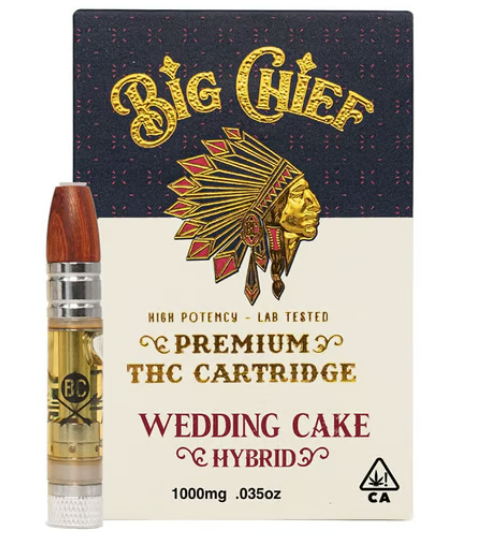 BIG CHIEF
HIGH POTENCY - LAB TESTED
PREMIUM
THC CARTRIDGE
WEDDING CAKE
HYBRID
1000mg .035oz
BC
CA